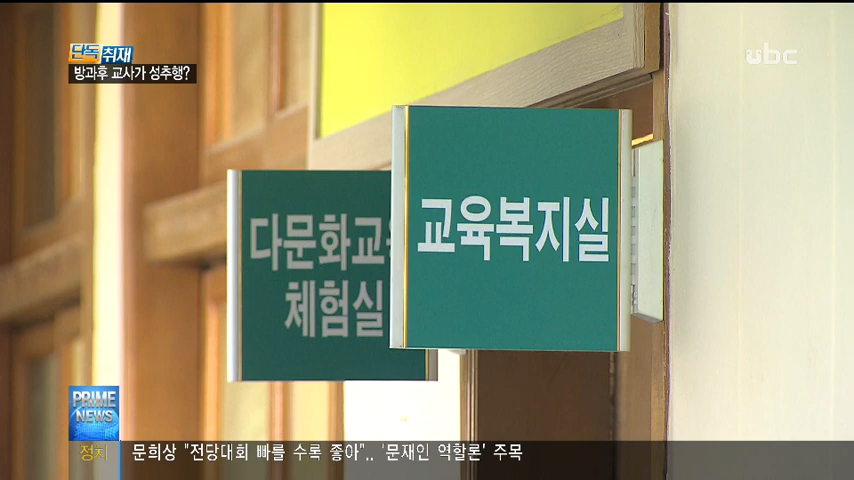 단독 취재
방과후 교사가 성추행?
ubc
교육복지실
다문화교육
체험실
PRIME
NEWS
정치 문희상 "전당대회 빠를 수록 좋아".. '문재인 역할론' 주목